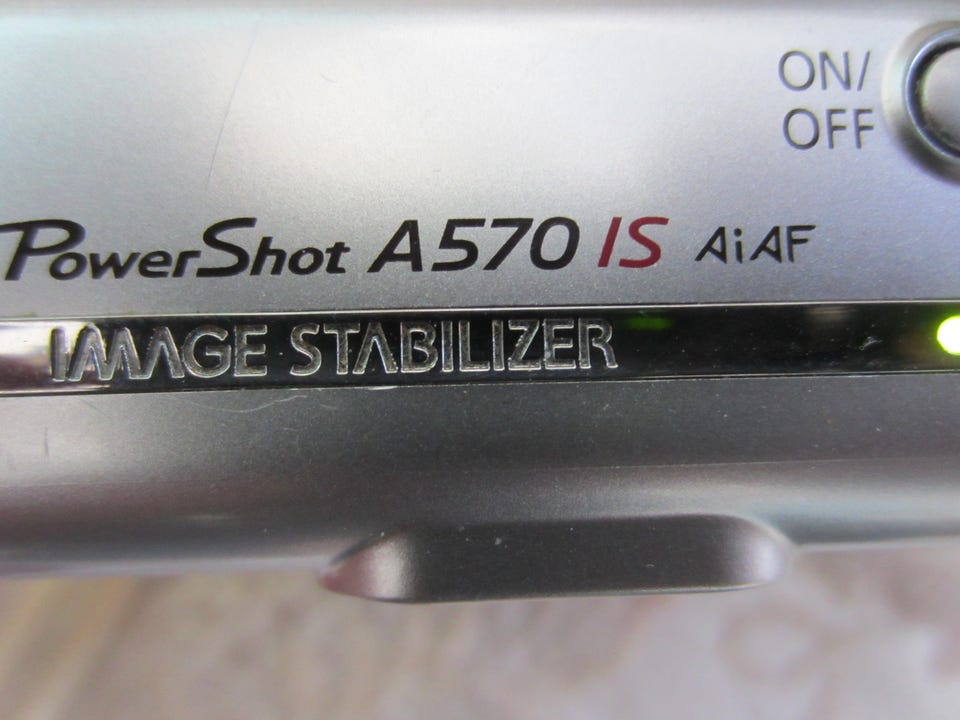 ON/
OFF
PowerShot A570 IS AiAF
IMAGE STABILIZER